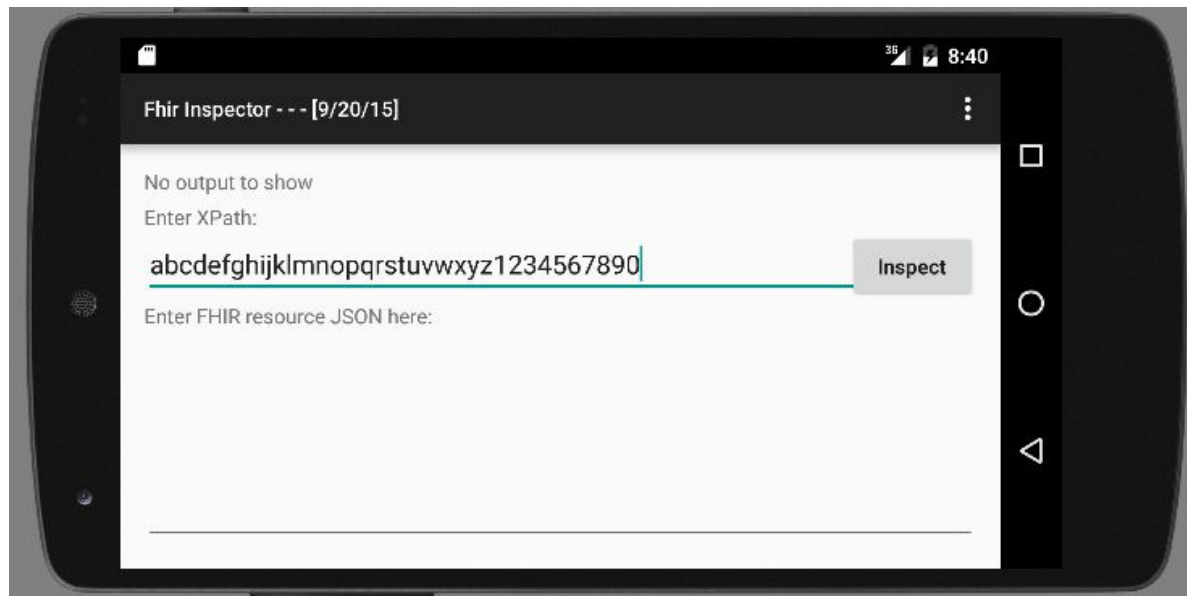 3G 8:40
Fhir Inspector - - - [9/20/15]
No output to show
Enter XPath:
abcdefghijklmnopqrstuvwxyz1234567890 Inspect
Enter FHIR resource JSON here: